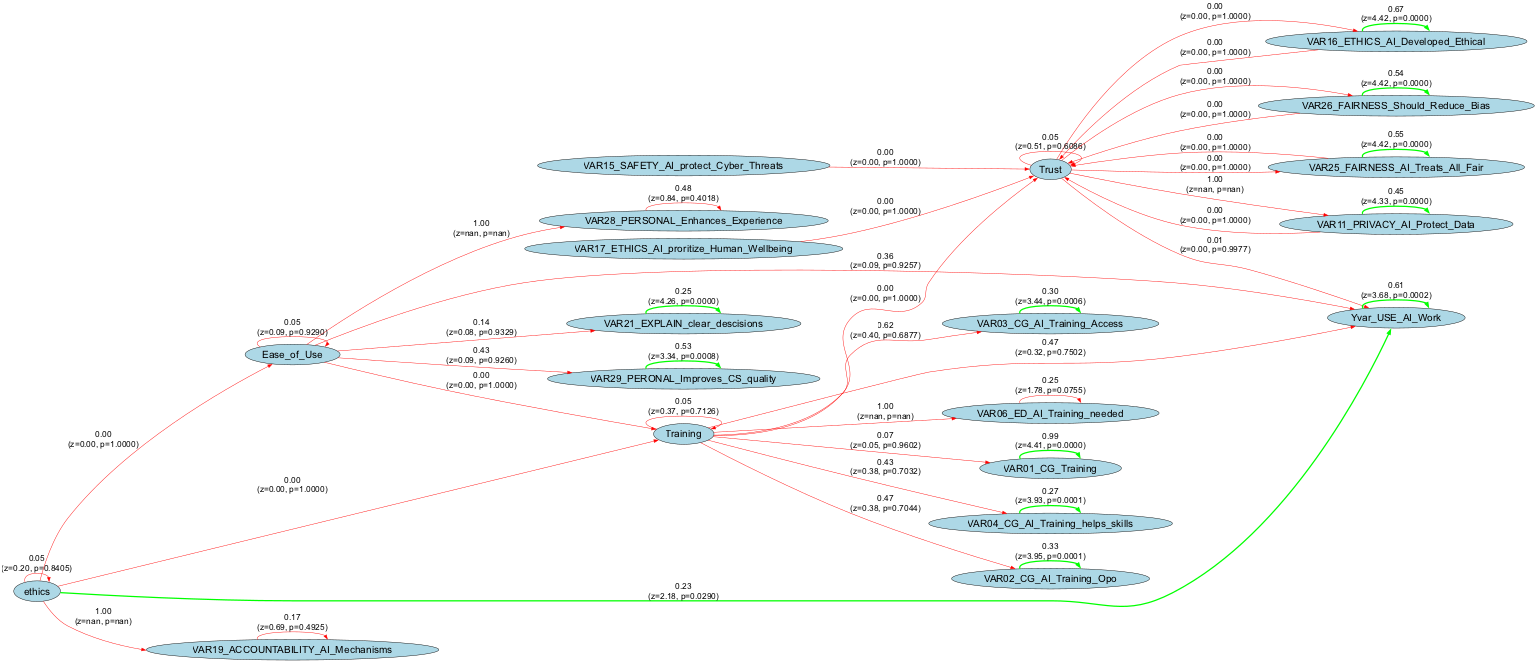 0.00
(z=0.00, p=1.0000)
0.67
(z=4.42, p=0.0000)
VAR16_ETHICS_AI_Developed_Ethical
0.00
(z=0.00, p=1.0000)
0.00
(z=0.00, p=1.0000)
0.54
(z=4.42, p=0.0000)
VAR26_FAIRNESS_Should_Reduce_Bias
0.00
(z=0.00, p=1.0000)
0.05
(z=0.51, p=0.6086)
Trust
0.00
(z=0.00, p=1.0000)
0.55
(z=4.42, p=0.0000)
VAR25_FAIRNESS_AI_Treats_All_Fair
0.00
(z=0.00, p=1.0000)
VAR15_SAFETY_AI_protect_Cyber_Threats
0.00
(z=0.00, p=1.0000)
1.00
(z=nan, p=nan)
0.45
(z=4.33, p=0.0000)
VAR11_PRIVACY_AI_Protect_Data
0.00
(z=0.00, p=1.0000)
0.48
(z=0.84, p=0.4018)
VAR28_PERSONAL_Enhances_Experience
1.00
(z=nan, p=nan)
0.00
(z=0.00, p=1.0000)
VAR17_ETHICS_AI_proritize_Human_Wellbeing
0.01
(z=0.00, p=0.9977)
0.36
(z=0.09, p=0.9257)
0.61
(z=3.68, p=0.0002)
Yvar_USE_AI_Work
0.25
(z=4.26, p=0.0000)
VAR21_EXPLAIN_clear_descisions
0.00
(z=0.00, p=1.0000)
0.30
(z=3.44, p=0.0006)
VAR03_CG_AI_Training_Access
0.05
(z=0.09, p=0.9290)
Ease_of_Use
0.14
(z=0.08, p=0.9329)
0.62
(z=0.40, p=0.6877)
0.43
(z=0.09, p=0.9260)
0.53
(z=3.34, p=0.0008)
VAR29_PERONAL_Improves_CS_quality
0.47
(z=0.32, p=0.7502)
0.00
(z=0.00, p=1.0000)
0.05
(z=0.37, p=0.7126)
Training
1.00
(z=nan, p=nan)
0.25
(z=1.78, p=0.0755)
VAR06_ED_AI_Training_needed
0.00
(z=0.00, p=1.0000)
0.07
(z=0.05, p=0.9602)
0.99
(z=4.41, p=0.0000)
VAR01_CG_Training
0.00
(z=0.00, p=1.0000)
0.43
(z=0.38, p=0.7032)
0.27
(z=3.93, p=0.0001)
VAR04_CG_AI_Training_helps_skills
0.47
(z=0.38, p=0.7044)
0.33
(z=3.95, p=0.0001)
VAR02_CG_AI_Training_Opo
0.05
(z=0.20, p=0.8405)
ethics
0.23
(z=2.18, p=0.0290)
1.00
(z=nan, p=nan)
0.17
(z=0.69, p=0.4925)
VAR19_ACCOUNTABILITY_AI_Mechanisms